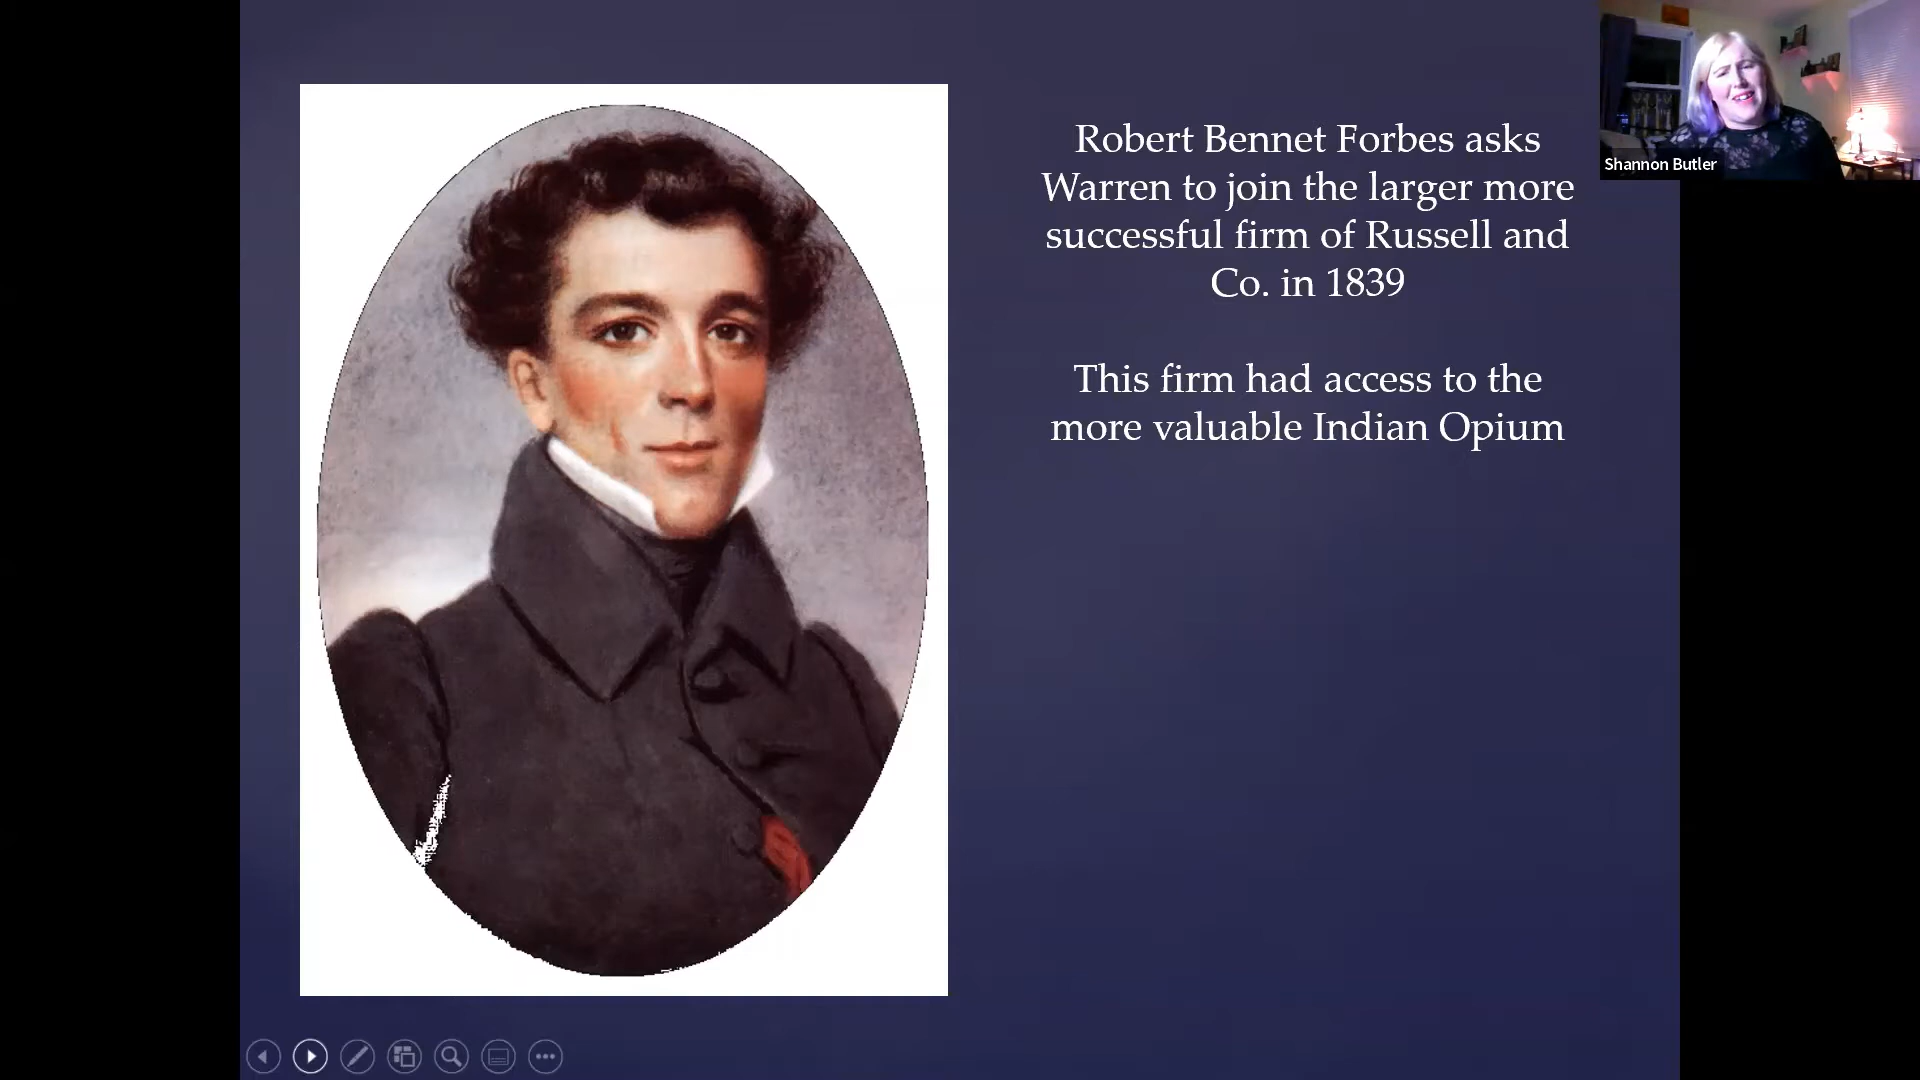 Robert Bennet Forbes asks
Warren to join the larger more
successful firm of Russell and
Co. in 1839
This firm had access to the
more valuable Indian Opium
Shannon Butler